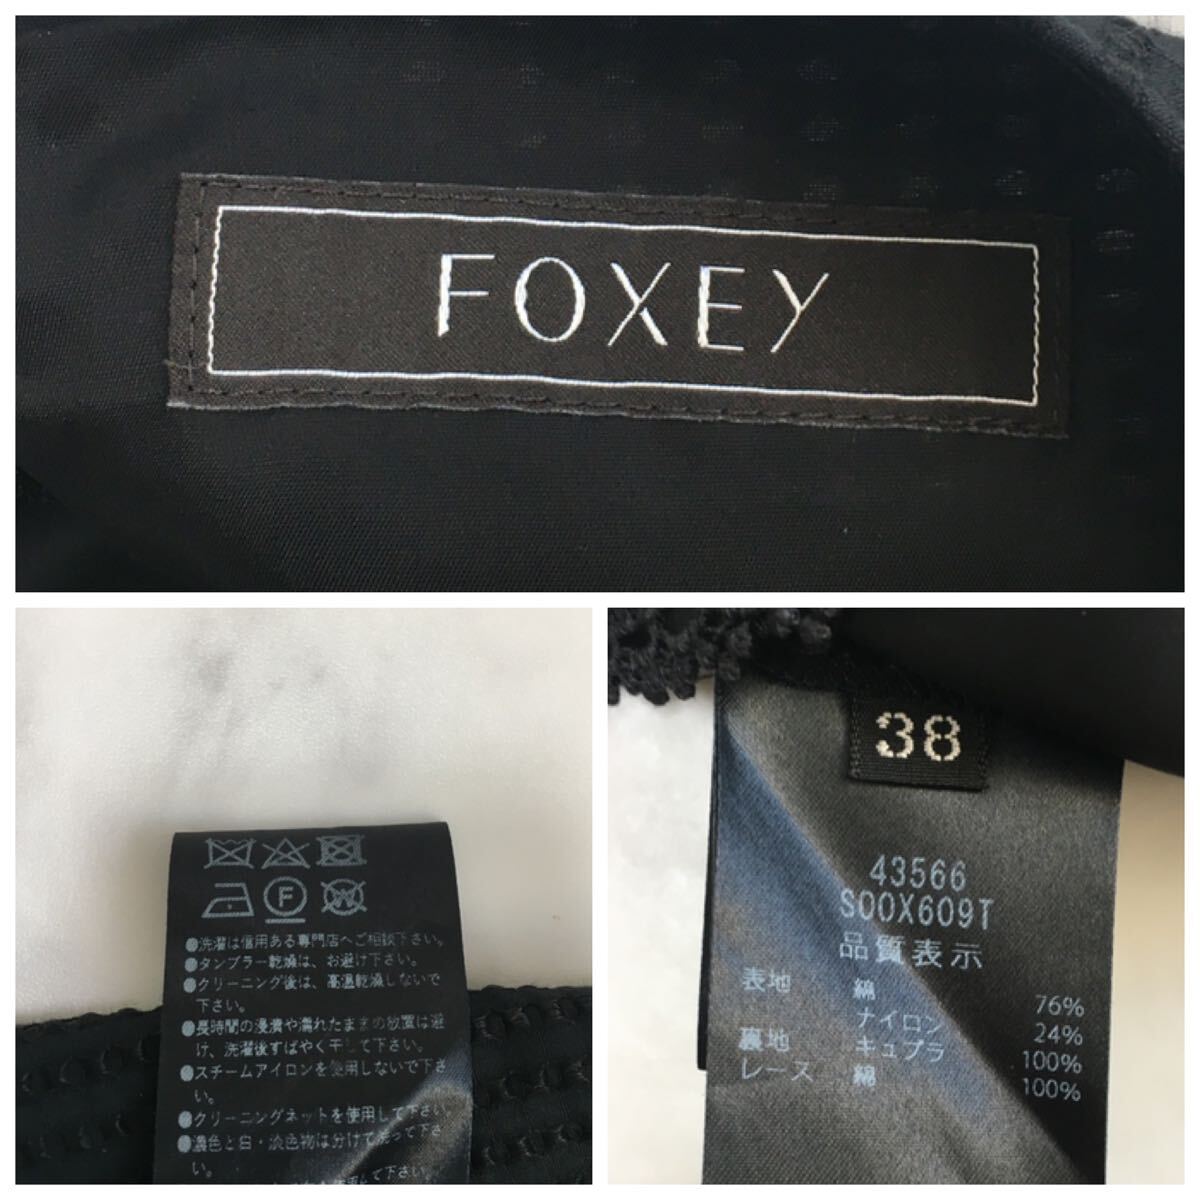 FOXEY
F
W
●洗濯は信用ある専門店へご相談下さい。
●タンブラー乾燥は、お避け下さい。
●クリーニング後は、高温乾燥しないで
下さい。
●長時間の浸漬や濡れたままの放置は避
け、洗濯後すばやく干して下さい。
●スチームアイロンを使用しないで下さ
い。
●クリーニングネットを使用して下さい。
●濃色と白・淡色物は分けて洗って下さ
い。
使用して下さい。
38
43566
S00X609T
品質表示
表地 綿 76%
ナイロン 24%
裏地 キュプラ 100%
レース 綿 100%